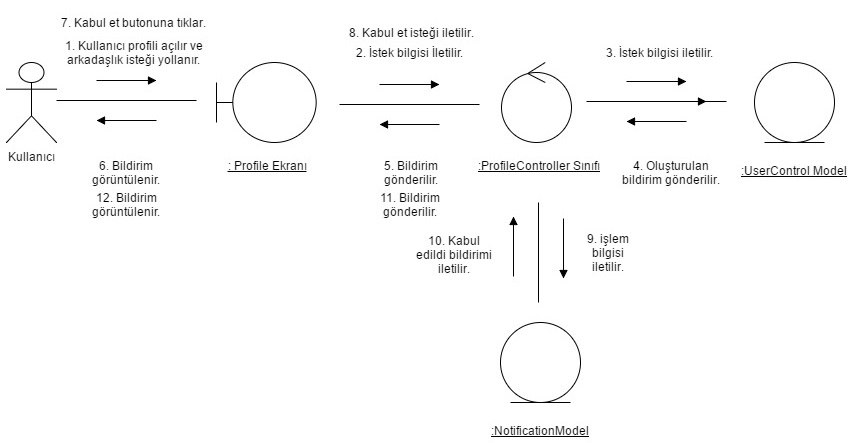 7. Kabul et butonuna tıklar.
1. Kullanıcı profili açılır ve
arkadaşlık isteği yollanır.
8. Kabul et isteği iletilir.
2. İstek bilgisi İletilir.
3. İstek bilgisi iletilir.
Kullanıcı
6. Bildirim
görüntülenir.
12. Bildirim
görüntülenir.
: Profile Ekranı
5. Bildirim
gönderilir.
11. Bildirim
gönderilir.
:ProfileController Sınıfı
4. Oluşturulan
bildirim gönderilir.
:UserControl Model
10. Kabul
edildi bildirimi
iletilir.
9. işlem
bilgisi
iletilir.
:NotificationModel